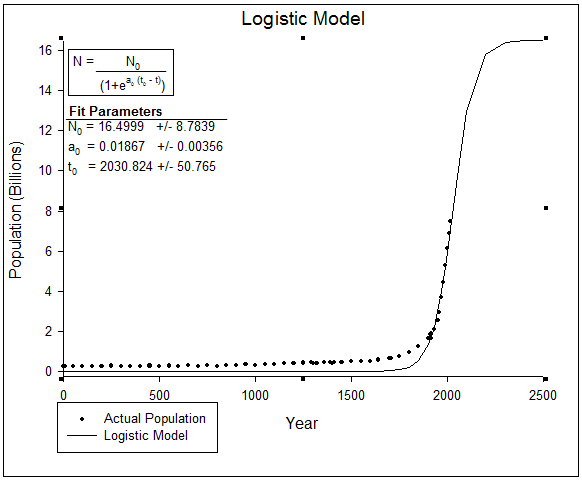 Logistic Model
N = N₀ / (1+e^a₀ (t₀ - t))
Fit Parameters
N₀ = 16.4999 +/- 8.7839
a₀ = 0.01867 +/- 0.00356
t₀ = 2030.824 +/- 50.765
Population (Billions)
16
14
12
10
8
6
4
2
0
0 500 1000 1500 2000 2500
Year
Actual Population
Logistic Model